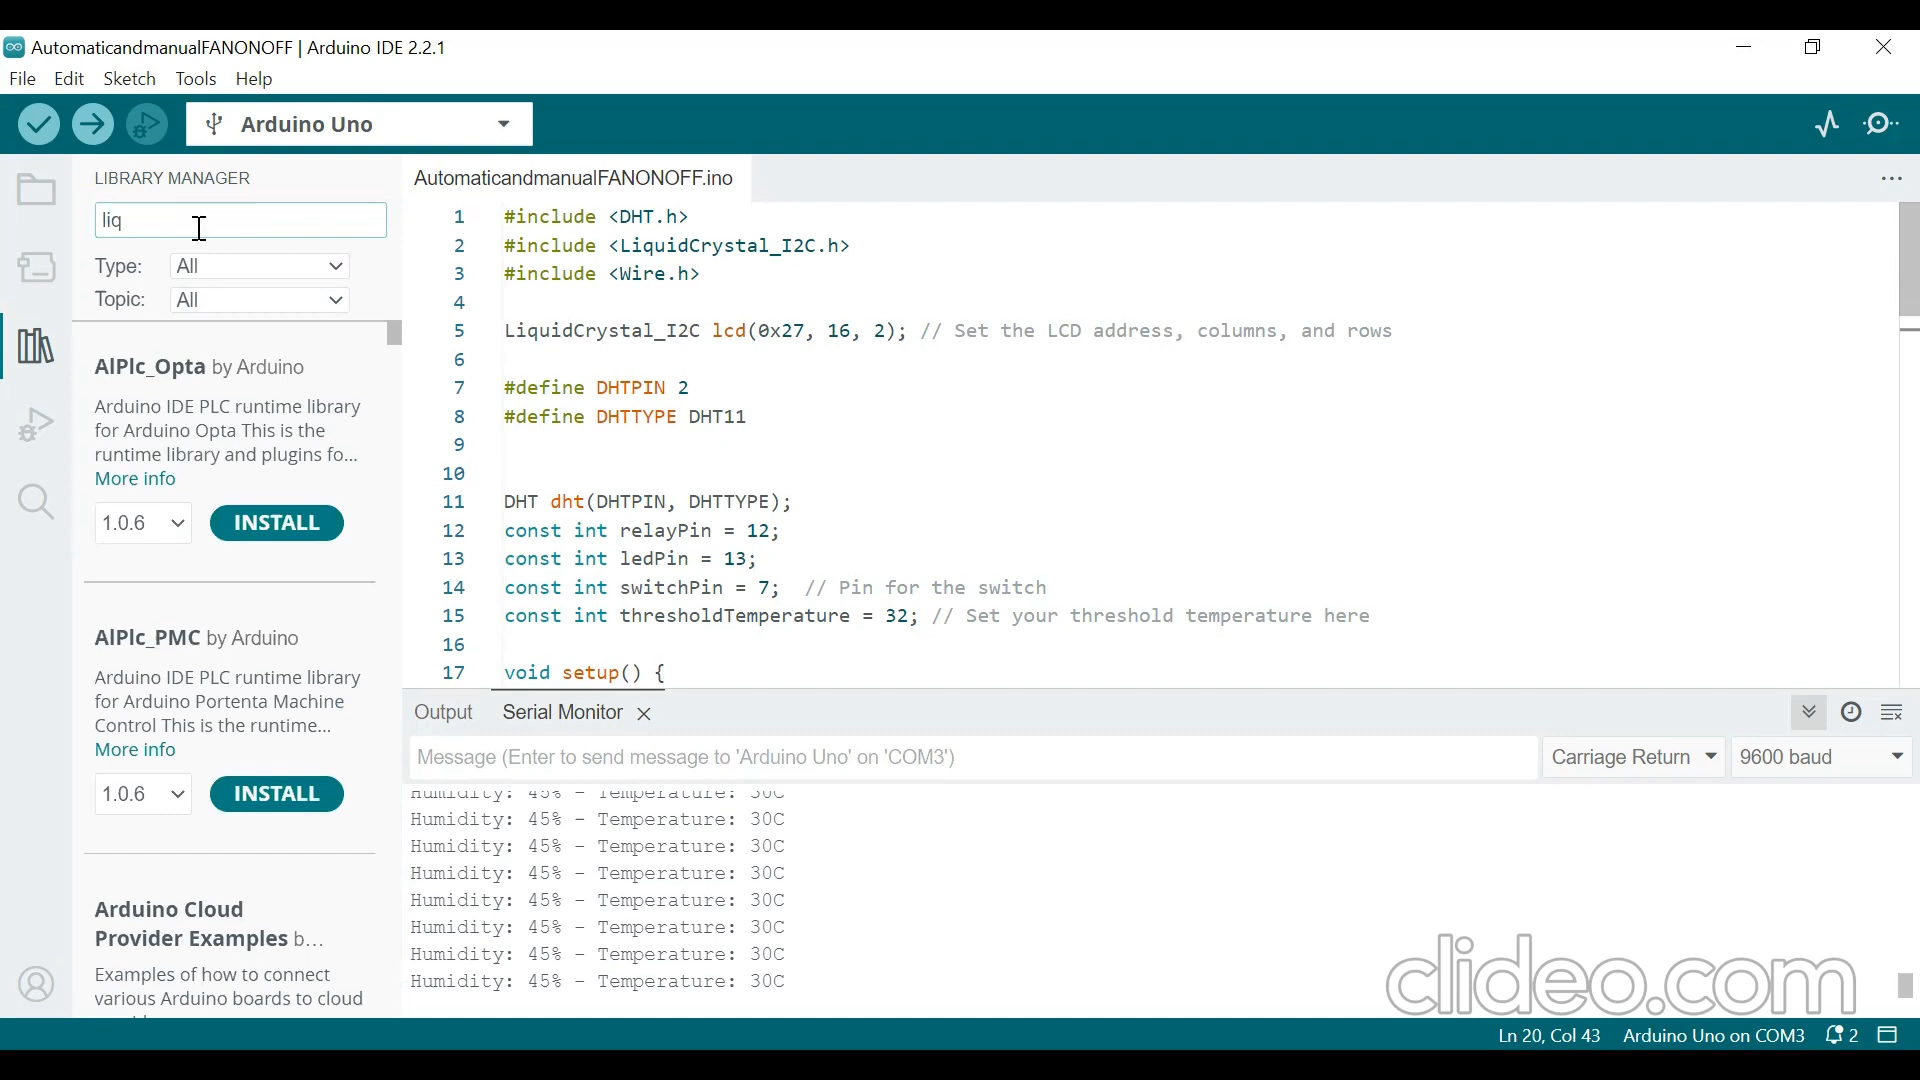 AutomaticandmanualFANONOFF | Arduino IDE 2.2.1
File Edit Sketch Tools Help
Arduino Uno
LIBRARY MANAGER
liq
Type: All
Topic: All
AlPlc_Opta by Arduino
Arduino IDE PLC runtime library
for Arduino Opta This is the
runtime library and plugins fo...
More info
1.0.6 INSTALL
AlPlc_PMC by Arduino
Arduino IDE PLC runtime library
for Arduino Portenta Machine
Control This is the runtime...
More info
1.0.6 INSTALL
Arduino Cloud
Provider Examples b...
Examples of how to connect
various Arduino boards to cloud
AutomaticandmanualFANONOFF.ino
1 #include <DHT.h>
2 #include <LiquidCrystal_I2C.h>
3 #include <Wire.h>
4
5 LiquidCrystal_I2C lcd(0x27, 16, 2); // Set the LCD address, columns, and rows
6
7 #define DHTPIN 2
8 #define DHTTYPE DHT11
9
10
11 DHT dht(DHTPIN, DHTTYPE);
12 const int relayPin = 12;
13 const int ledPin = 13;
14 const int switchPin = 7; // Pin for the switch
15 const int thresholdTemperature = 32; // Set your threshold temperature here
16
17 void setup() {
Output Serial Monitor
Message (Enter to send message to 'Arduino Uno' on 'COM3')
Carriage Return 9600 baud
Humidity: 45% - Temperature: 30C
Humidity: 45% - Temperature: 30C
Humidity: 45% - Temperature: 30C
Humidity: 45% - Temperature: 30C
Humidity: 45% - Temperature: 30C
Humidity: 45% - Temperature: 30C
Humidity: 45% - Temperature: 30C
Humidity: 45% - Temperature: 30C
clideo.com
Ln 20, Col 43 Arduino Uno on COM3 2